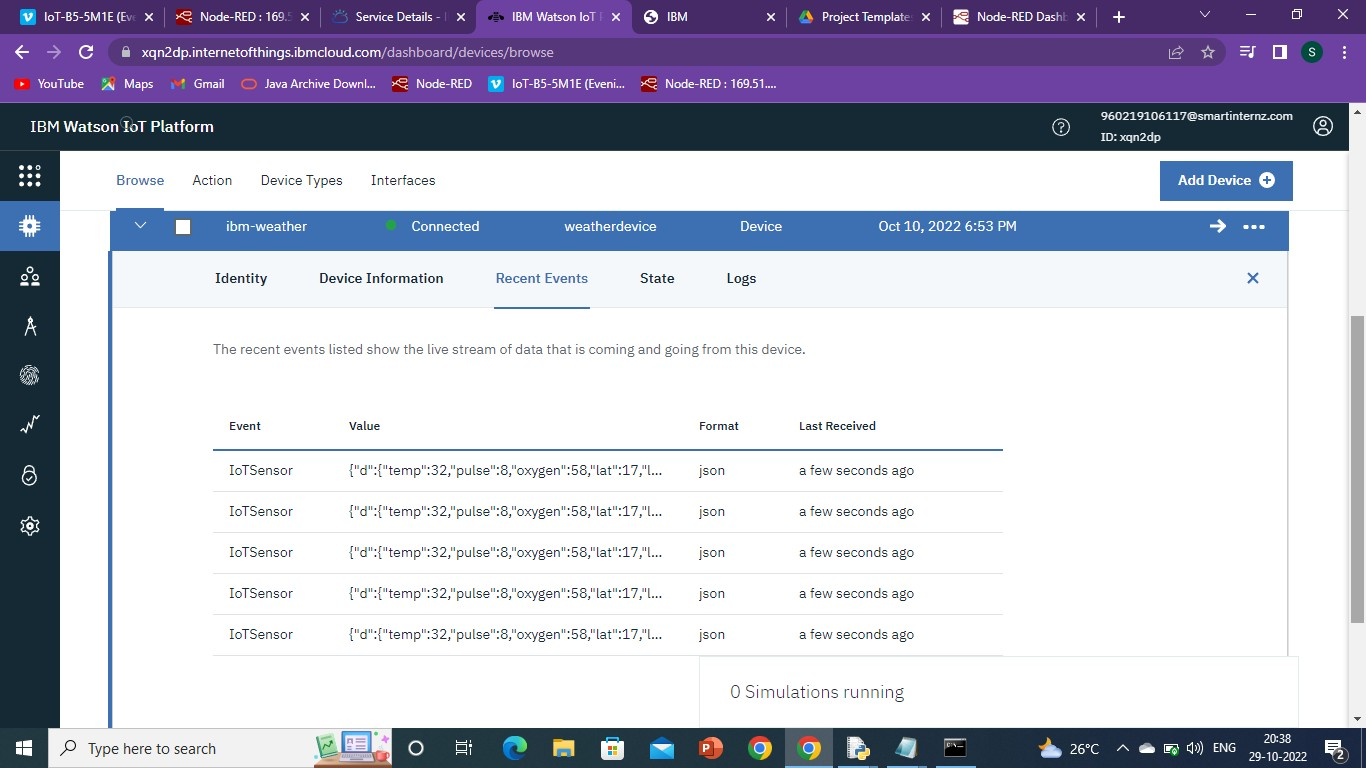 IoT-B5-5M1E (Eve
Node-RED : 169.5
Service Details - I
IBM Watson IoT P
IBM
Project Template
Node-RED Dashb
xqn2dp.internetofthings.ibmcloud.com/dashboard/devices/browse
S
YouTube
Maps
Gmail
Java Archive Downl...
Node-RED
IoT-B5-5M1E (Eveni...
Node-RED : 169.51....
IBM Watson IoT Platform
960219106117@smartinternz.com
ID: xqn2dp
Browse
Action
Device Types
Interfaces
Add Device
ibm-weather
Connected
weatherdevice
Device
Oct 10, 2022 6:53 PM
Identity
Device Information
Recent Events
State
Logs
The recent events listed show the live stream of data that is coming and going from this device.
Event Value Format Last Received
IoTSensor {"d":{"temp":32,"pulse":8,"oxygen":58,"lat":17,"l... json a few seconds ago
IoTSensor {"d":{"temp":32,"pulse":8,"oxygen":58,"lat":17,"l... json a few seconds ago
IoTSensor {"d":{"temp":32,"pulse":8,"oxygen":58,"lat":17,"l... json a few seconds ago
IoTSensor {"d":{"temp":32,"pulse":8,"oxygen":58,"lat":17,"l... json a few seconds ago
IoTSensor {"d":{"temp":32,"pulse":8,"oxygen":58,"lat":17,"l... json a few seconds ago
0 Simulations running
Type here to search
26°C
ENG
20:38
29-10-2022
2